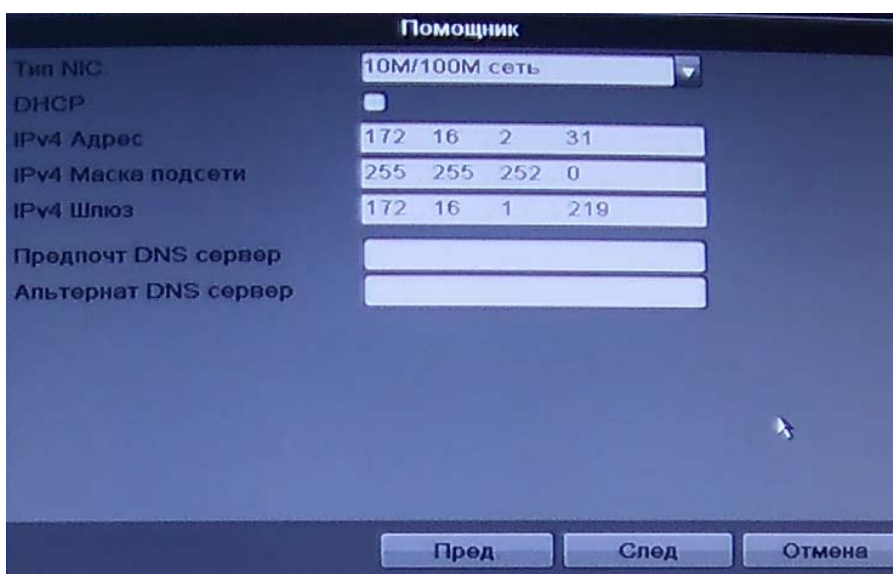 Помощник
Тип NIC 10M/100M сеть
DHCP
IPv4 Адрес 172 16 2 31
IPv4 Маска подсети 255 255 252 0
IPv4 Шлюз 172 16 1 219
Предпочт DNS сервер
Альтернат DNS сервер
Пред След Отмена